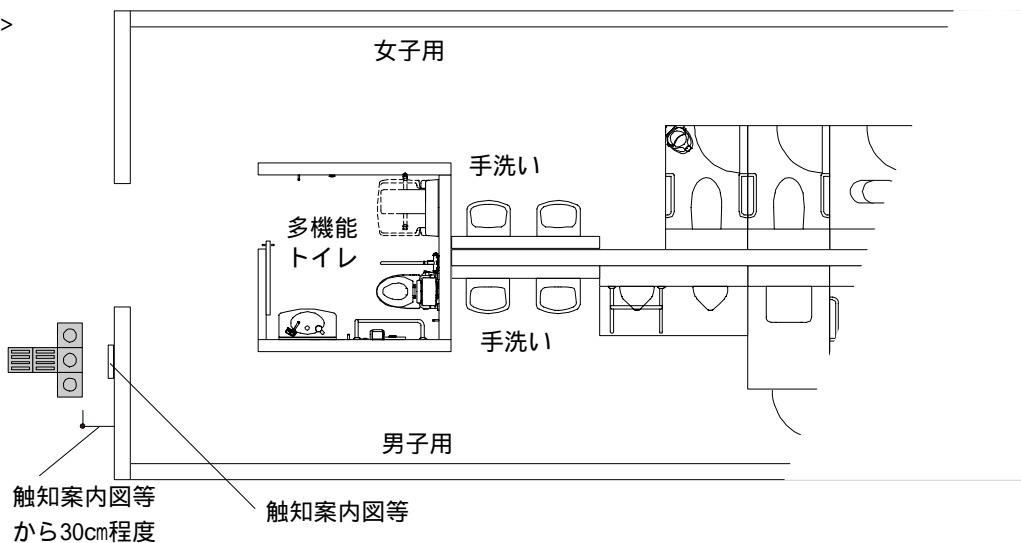 >
女子用
手洗い
多機能
トイレ
手洗い
男子用
触知案内図等
から30㎝程度
触知案内図等